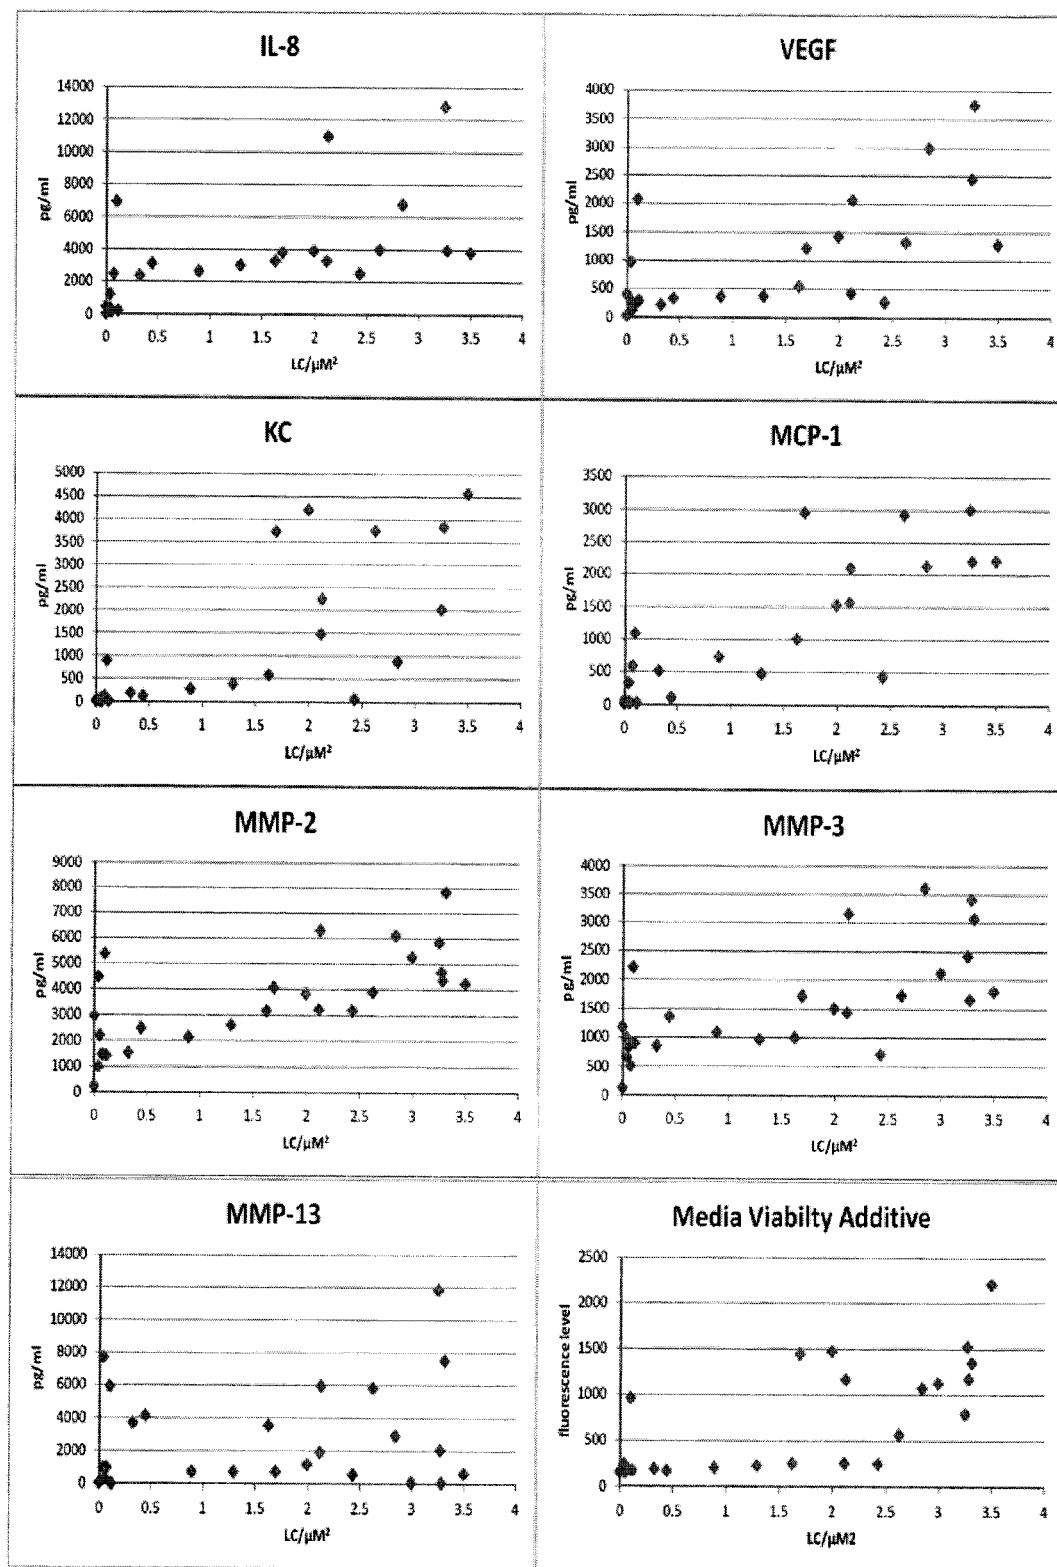 IL-8
14000
12000
10000
8000
6000
4000
2000
0
pg/ml
0 0.5 1 1.5 2 2.5 3 3.5 4
LC/µM²
VEGF
4000
3500
3000
2500
2000
1500
1000
500
0
pg/ml
0 0.5 1 1.5 2 2.5 3 3.5 4
LC/µM²
KC
5000
4500
4000
3500
3000
2500
2000
1500
1000
500
0
pg/ml
0 0.5 1 1.5 2 2.5 3 3.5 4
LC/µM²
MCP-1
3500
3000
2500
2000
1500
1000
500
0
pg/ml
0 0.5 1 1.5 2 2.5 3 3.5 4
LC/µM²
MMP-2
9000
8000
7000
6000
5000
4000
3000
2000
1000
0
pg/ml
0 0.5 1 1.5 2 2.5 3 3.5 4
LC/µM²
MMP-3
4000
3500
3000
2500
2000
1500
1000
500
0
pg/ml
0 0.5 1 1.5 2 2.5 3 3.5 4
LC/µM²
MMP-13
14000
12000
10000
8000
6000
4000
2000
0
pg/ml
0 0.5 1 1.5 2 2.5 3 3.5 4
LC/µM²
Media Viabilty Additive
2500
2000
1500
1000
500
0
fluorescence level
0 0.5 1 1.5 2 2.5 3 3.5 4
LC/µM2